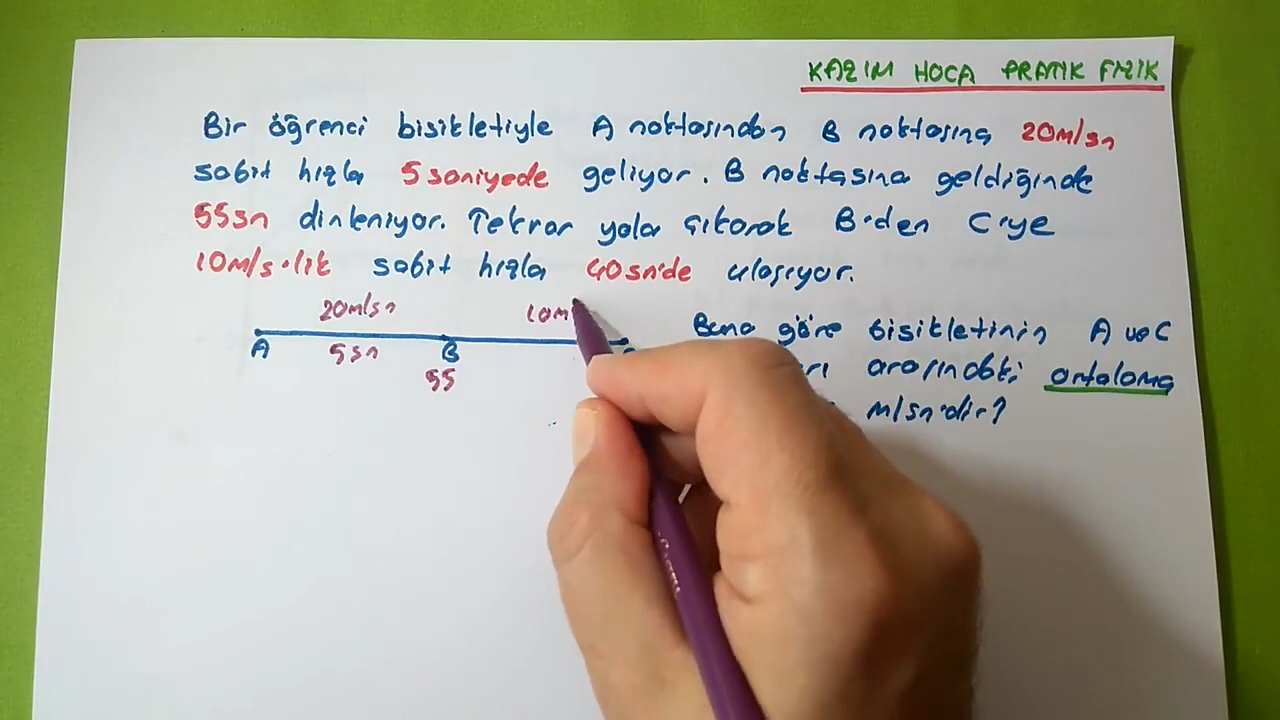 KAZIM HOCA PRATİK FİZİK
Bir öğrenci bisikletiyle A noktasından B noktasına 20m/sn
sabit hızla 5 saniyede geliyor. B noktasına geldiğinde
55sn dinleniyor. Tekrar yola çıkarak B'den C'ye
10m/s'lik sabit hızla 40sn'de ulaşıyor.
20m/sn 10m
A 5sn B
55
Buna göre bisikletinin A ve C
arasındaki ortalama
m/sn'dir?